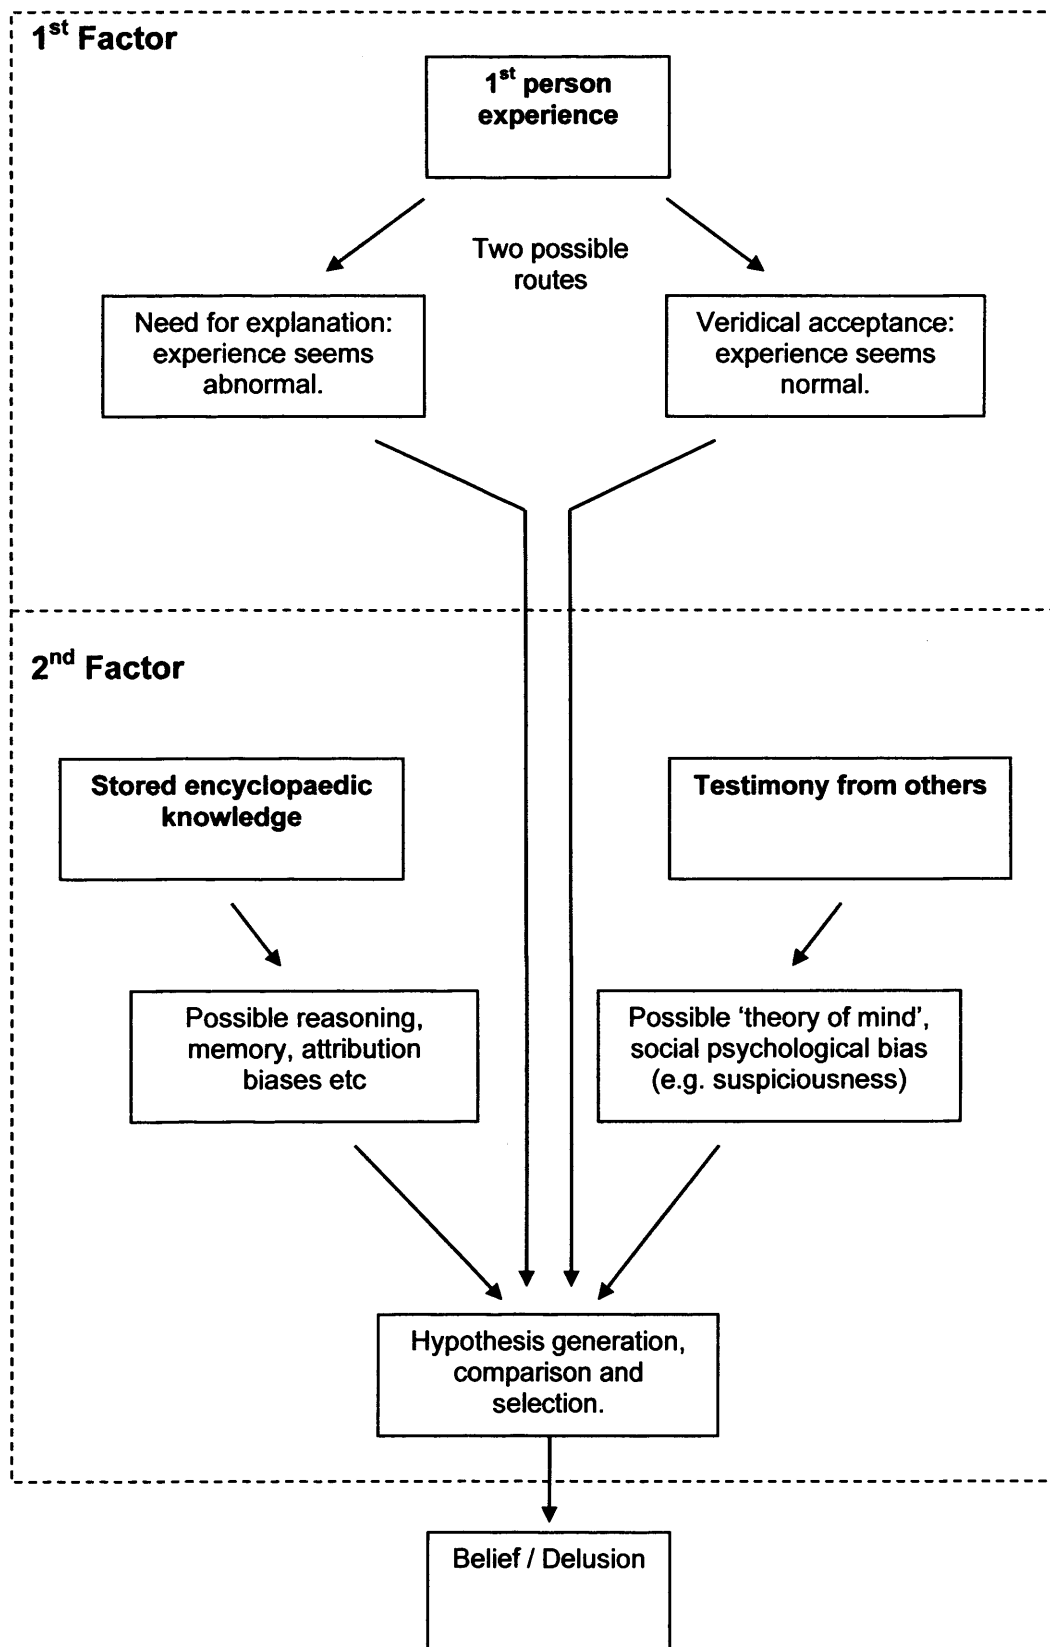 1st Factor
1st person
experience
Two possible
routes
Need for explanation:
experience seems
abnormal.
Veridical acceptance:
experience seems
normal.
2nd Factor
Stored encyclopaedic
knowledge
Testimony from others
Possible reasoning,
memory, attribution
biases etc
Possible ‘theory of mind’,
social psychological bias
(e.g. suspiciousness)
Hypothesis generation,
comparison and
selection.
Belief / Delusion